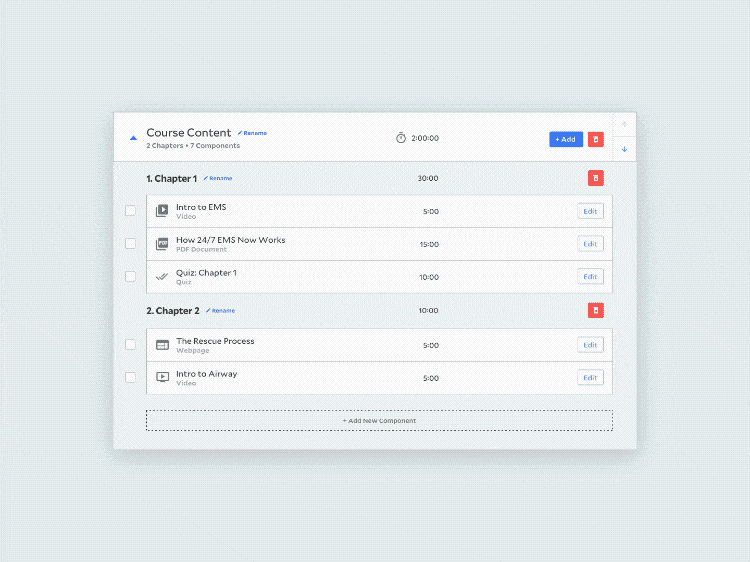 Course Content Rename 2:00:00 + Add
2 Chapters • 7 Components
1. Chapter 1 Rename 30:00
Intro to EMS 5:00 Edit
Video
How 24/7 EMS Now Works 15:00 Edit
PDF
PDF Document
Quiz: Chapter 1 10:00 Edit
Quiz
2. Chapter 2 Rename 10:00
The Rescue Process 5:00 Edit
Webpage
Intro to Airway 5:00 Edit
Video
+ Add New Component